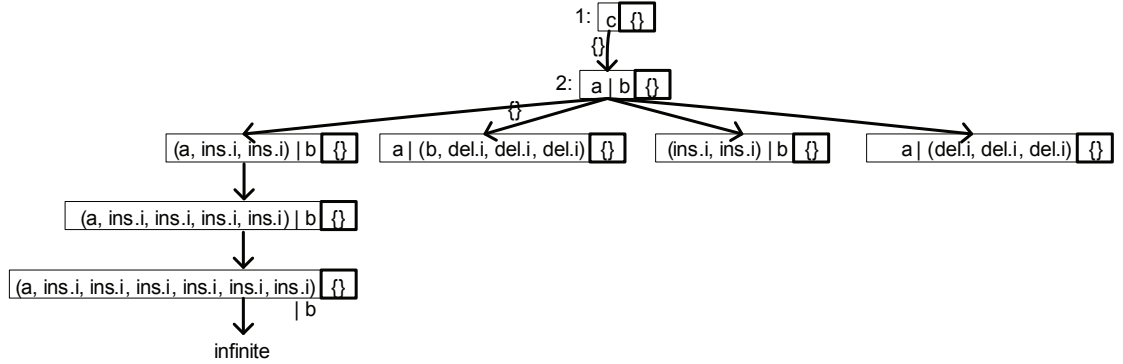 1: c {}
{}
2: a | b {}
{}
(a, ins.i, ins.i) | b {}
a | (b, del.i, del.i, del.i) {}
(ins.i, ins.i) | b {}
a | (del.i, del.i, del.i) {}
(a, ins.i, ins.i, ins.i, ins.i) | b {}
(a, ins.i, ins.i, ins.i, ins.i, ins.i, ins.i) {}
| b
infinite